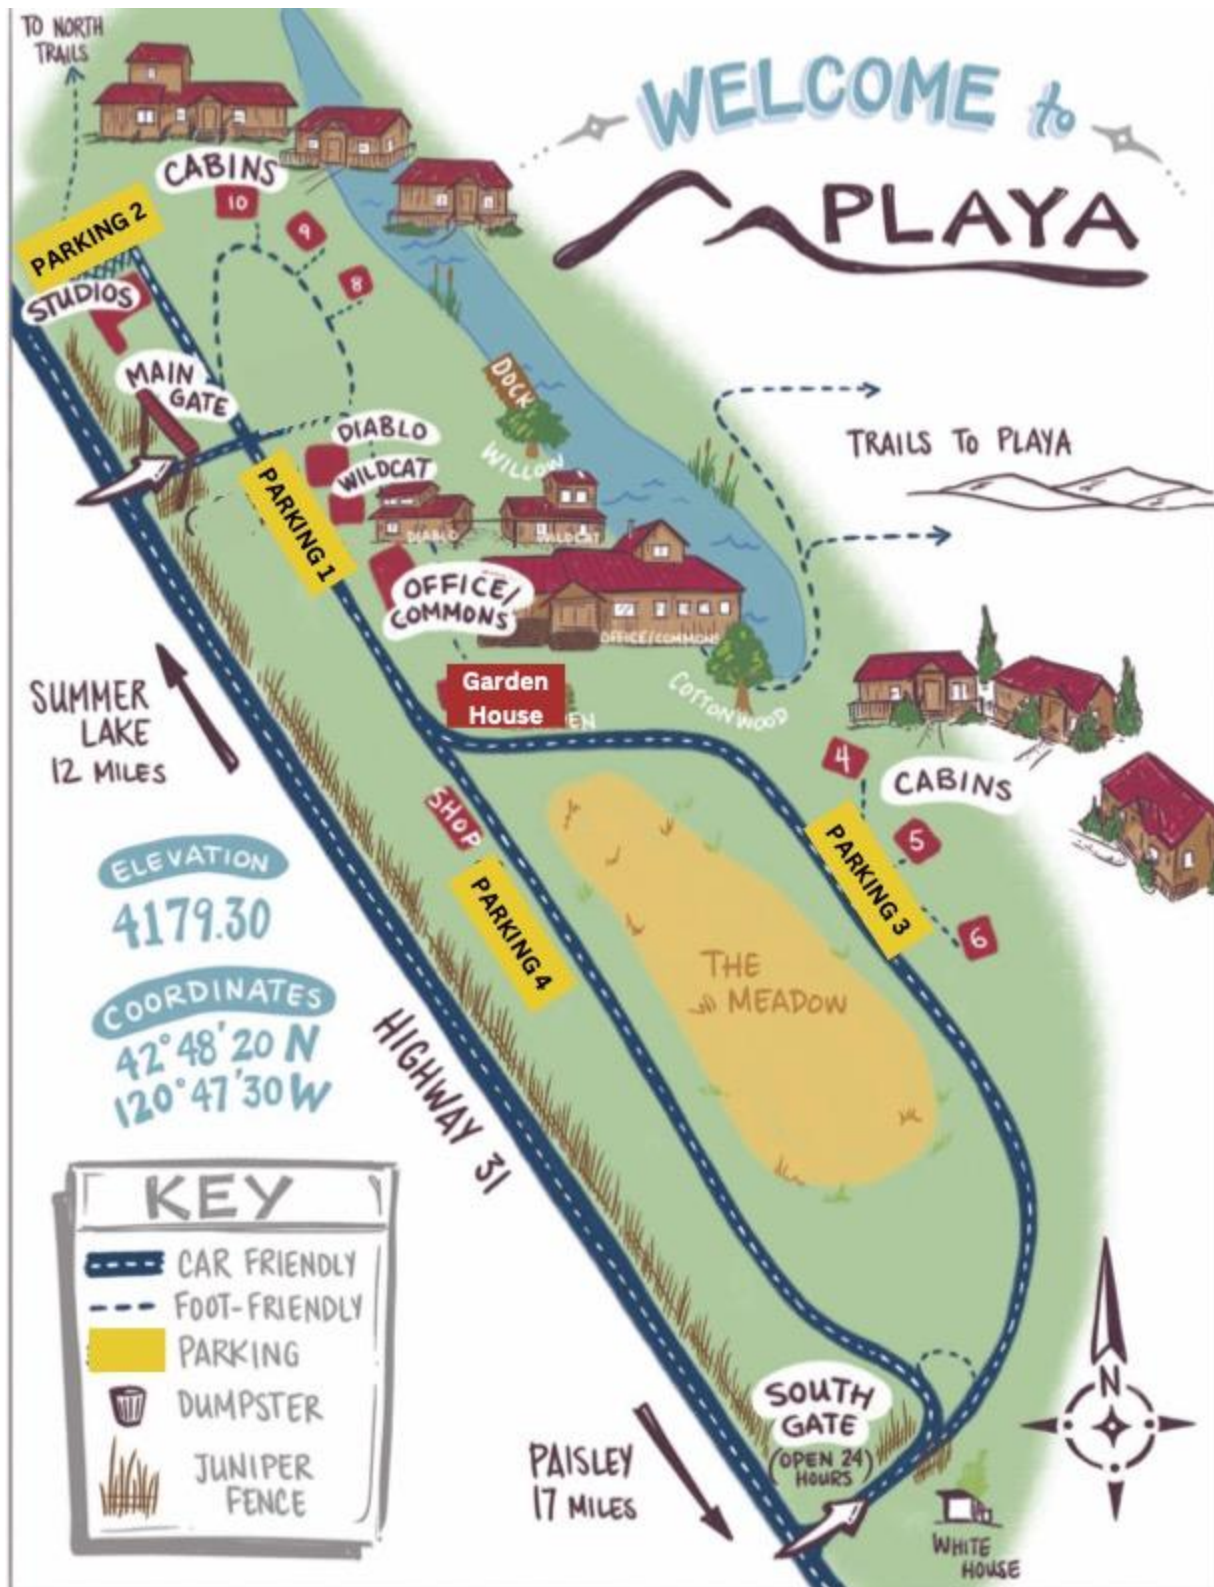 TO NORTH
TRAILS
WELCOME to
PLAYA
CABINS
10
9
8
PARKING 2
STUDIOS
MAIN
GATE
DOCK
WILLOW
DIABLO
WILDCAT
DIABLO
WILDCAT
PARKING 1
OFFICE/
COMMONS
OFFICE/COMMONS
TRAILS TO PLAYA
COTTONWOOD
Garden
House
EN
SUMMER
LAKE
12 MILES
SHOP
4
CABINS
5
6
PARKING 3
PARKING 4
ELEVATION
4179.30
COORDINATES
42°48'20 N
120°47'30 W
THE
MEADOW
HIGHWAY 31
KEY
CAR FRIENDLY
FOOT-FRIENDLY
PARKING
DUMPSTER
JUNIPER
FENCE
SOUTH
GATE
(OPEN 24)
HOURS
PAISLEY
17 MILES
N
WHITE
HOUSE